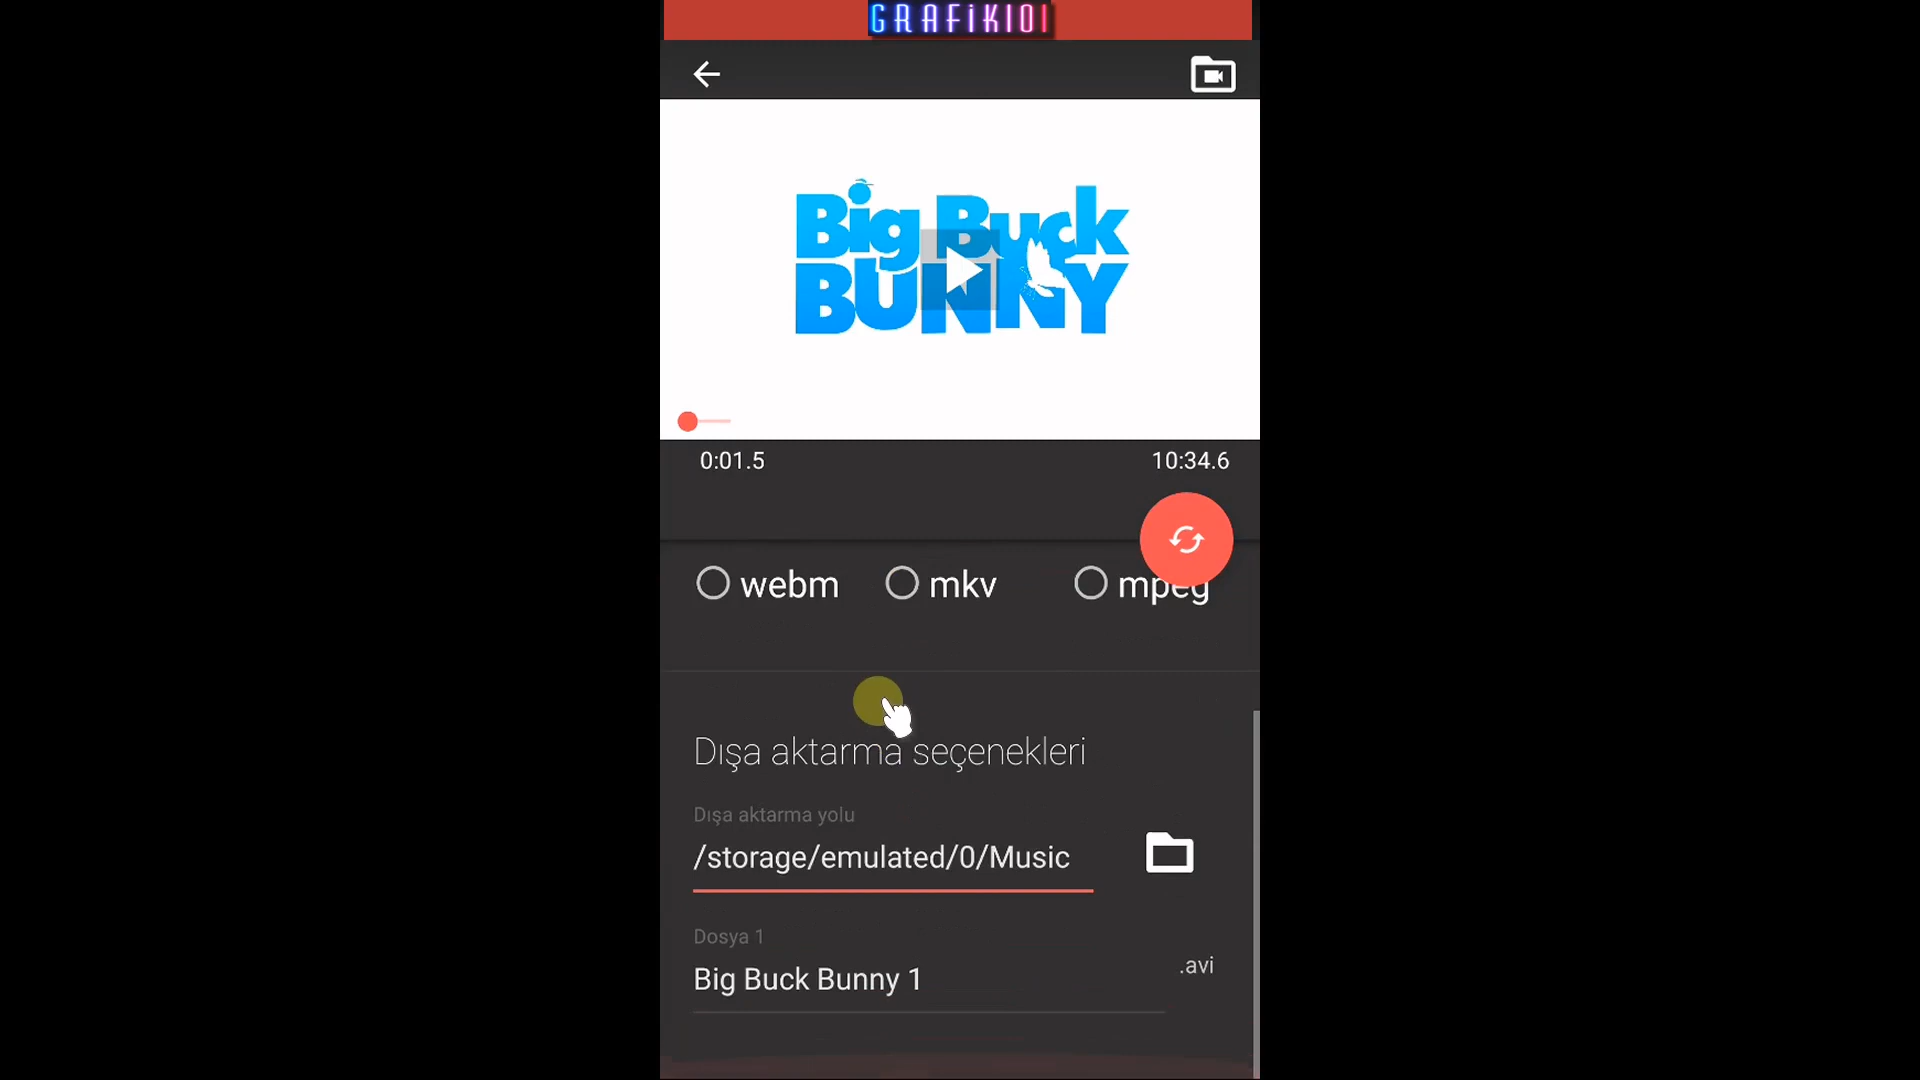 GRAFiK101
Big Buck
BUNNY
0:01.5
10:34.6
webm
mkv
mpeg
Dışa aktarma seçenekleri
Dışa aktarma yolu
/storage/emulated/0/Music
Dosya 1
Big Buck Bunny 1
.avi